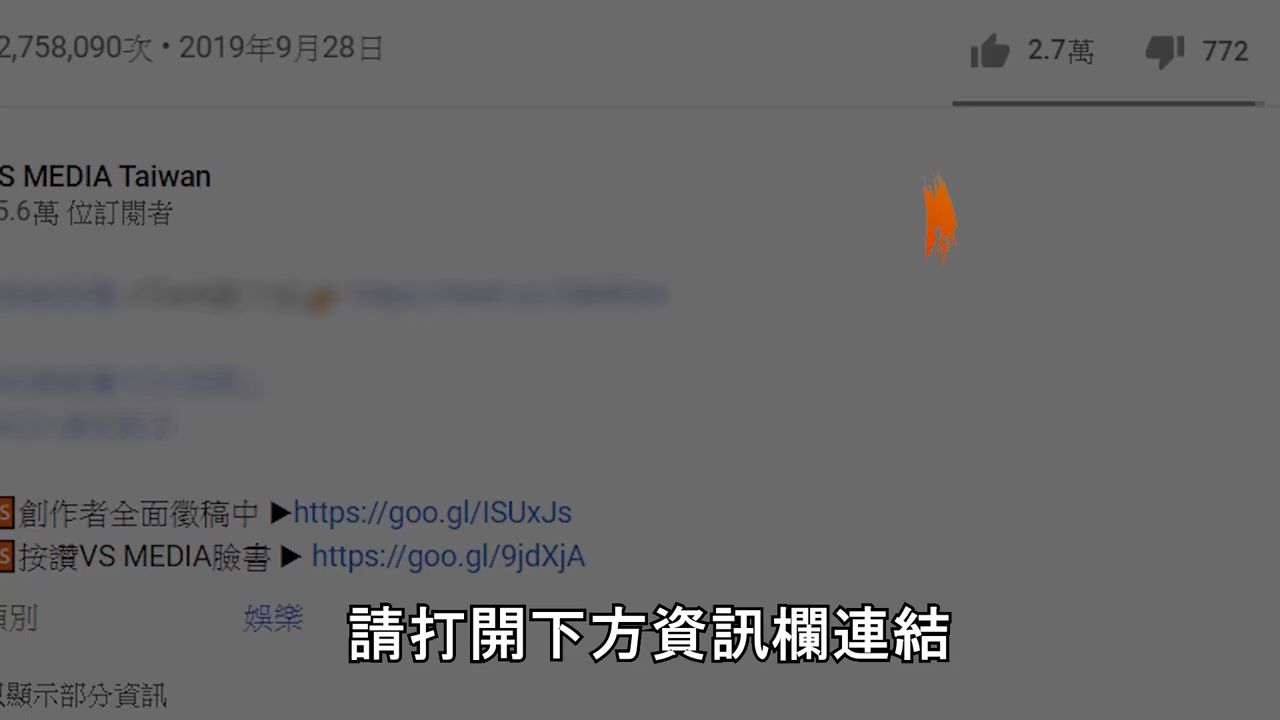 2,758,090次 • 2019年9月28日
2.7萬
772
S MEDIA Taiwan
5.6萬 位訂閱者
S創作者全面徵稿中 ▶https://goo.gl/ISUxJs
S按讚VS MEDIA臉書 ▶ https://goo.gl/9jdXjA
類別
娛樂
請打開下方資訊欄連結
只顯示部分資訊